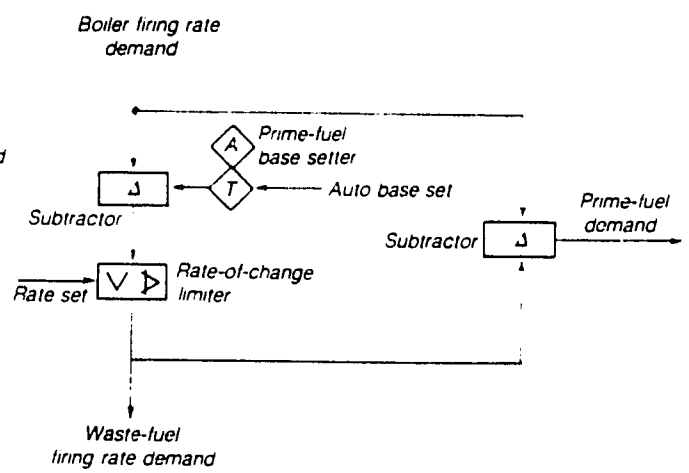 Boiler firing rate
demand
A
Prime-fuel
base setter
Δ
T
Auto base set
Subtractor
Prime-fuel
demand
Subtractor
Δ
Rate set
V
Rate-of-change
limiter
Waste-fuel
firing rate demand